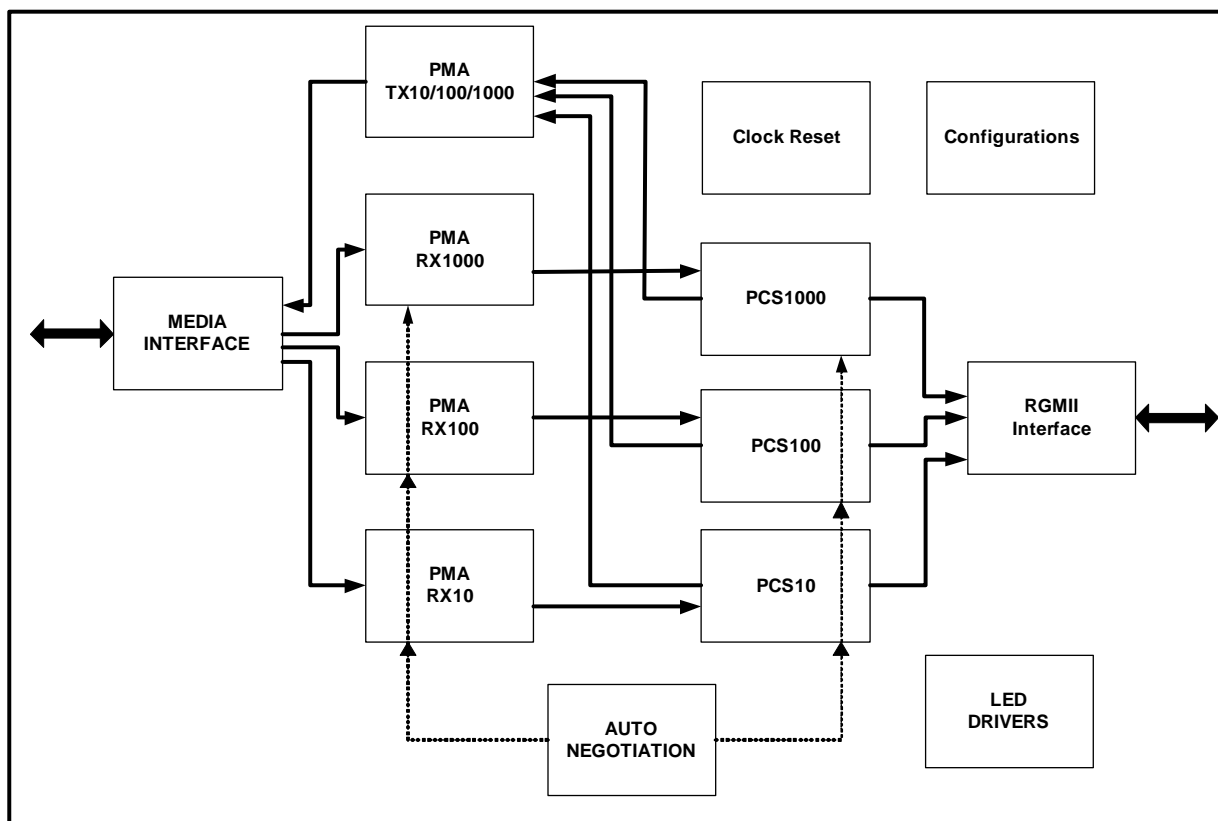 PMA
TX10/100/1000
Clock Reset
Configurations
PMA
RX1000
PCS1000
MEDIA
INTERFACE
PMA
RX100
PCS100
RGMII
Interface
PMA
RX10
PCS10
AUTO
NEGOTIATION
LED
DRIVERS